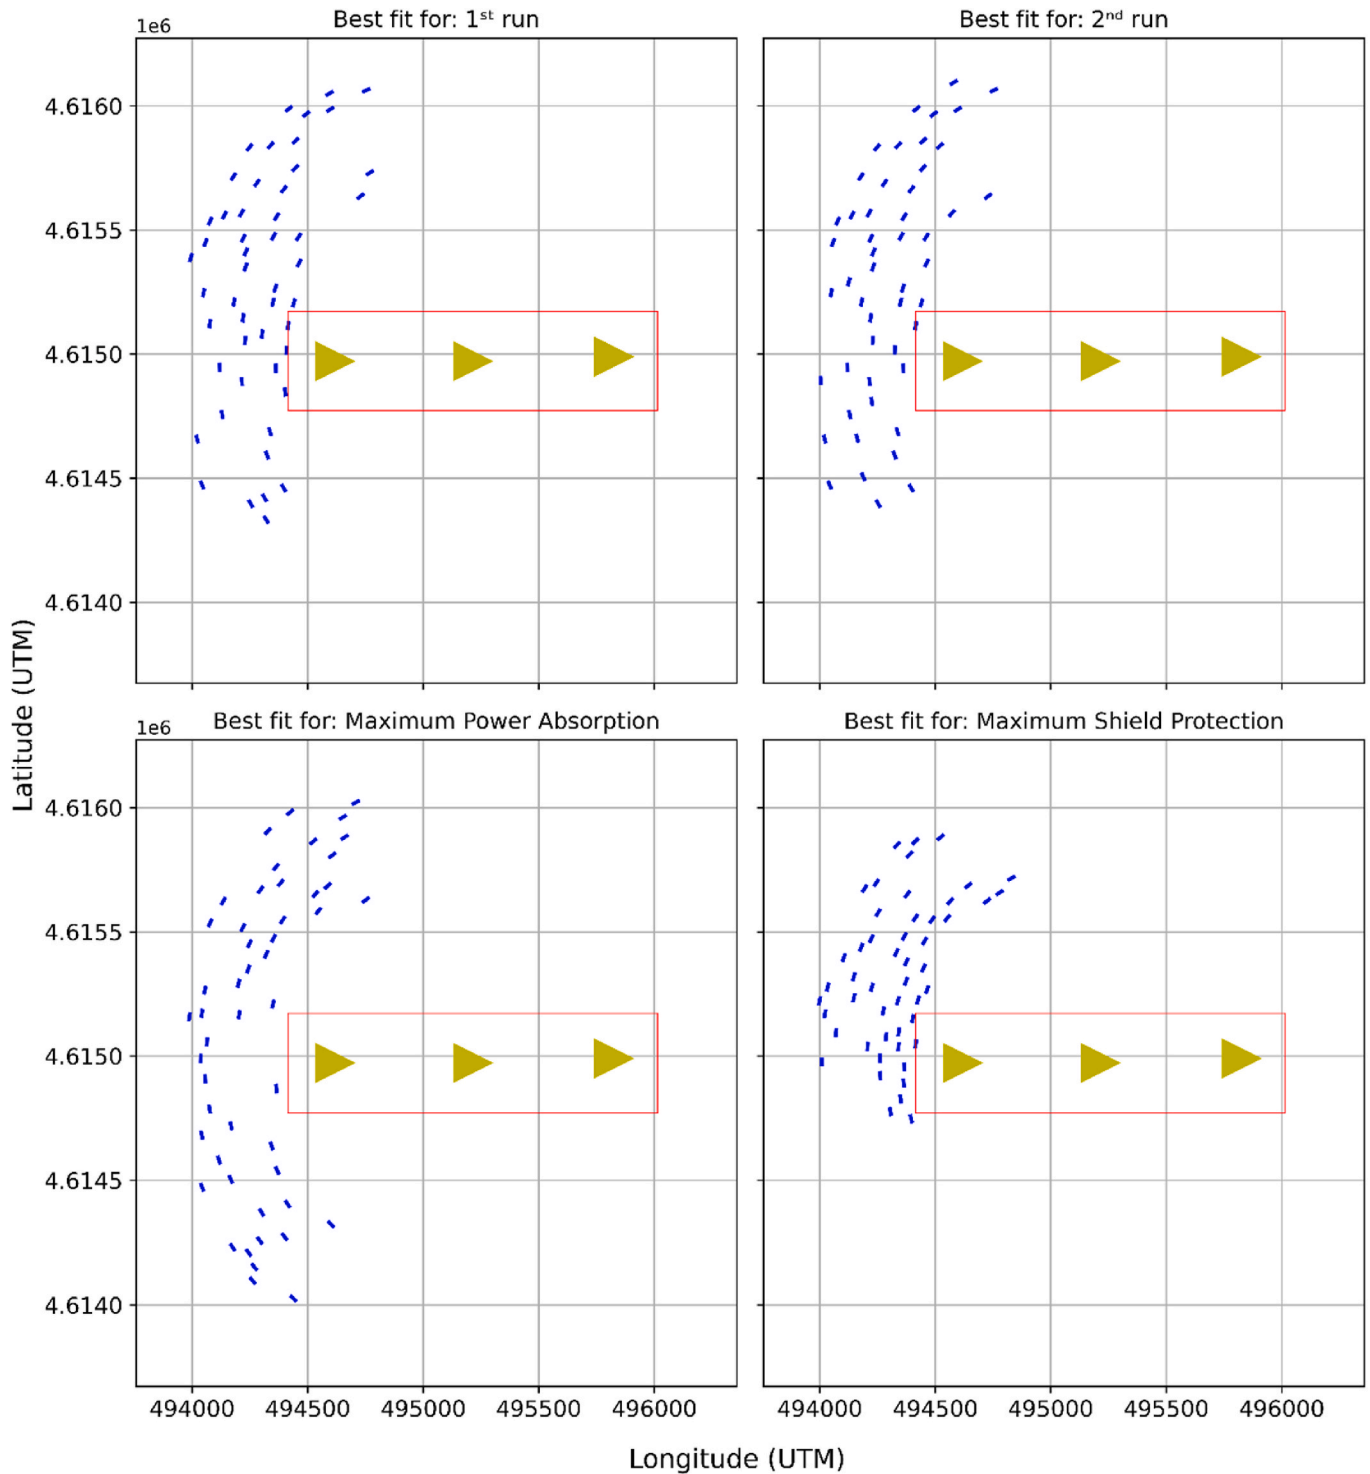 Best fit for: 1ˢᵗ run
Best fit for: 2ⁿᵈ run
1e6
4.6160
4.6155
4.6150
4.6145
4.6140
Latitude (UTM)
Best fit for: Maximum Power Absorption
Best fit for: Maximum Shield Protection
1e6
4.6160
4.6155
4.6150
4.6145
4.6140
494000 494500 495000 495500 496000
494000 494500 495000 495500 496000
Longitude (UTM)